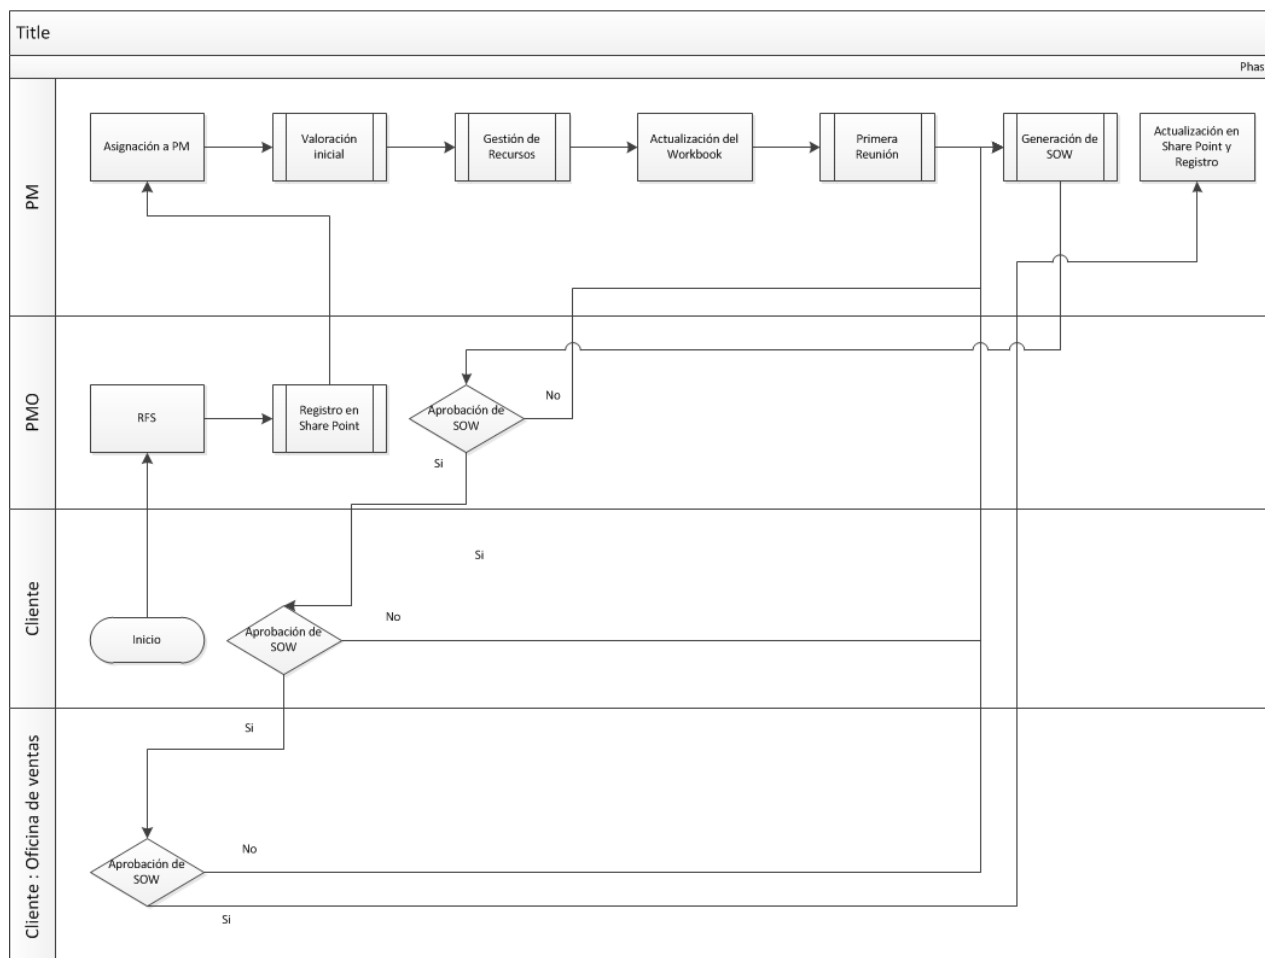 Title
Phas
PM
Asignación a PM
Valoración
inicial
Gestión de
Recursos
Actualización del
Workbook
Primera
Reunión
Generación de
SOW
Actualización en
Share Point y
Registro
PMO
RFS
Registro en
Share Point
Aprobación de
SOW
No
Si
Cliente
Si
Inicio
Aprobación de
SOW
No
Cliente : Oficina de ventas
Si
Aprobación de
SOW
No
Si